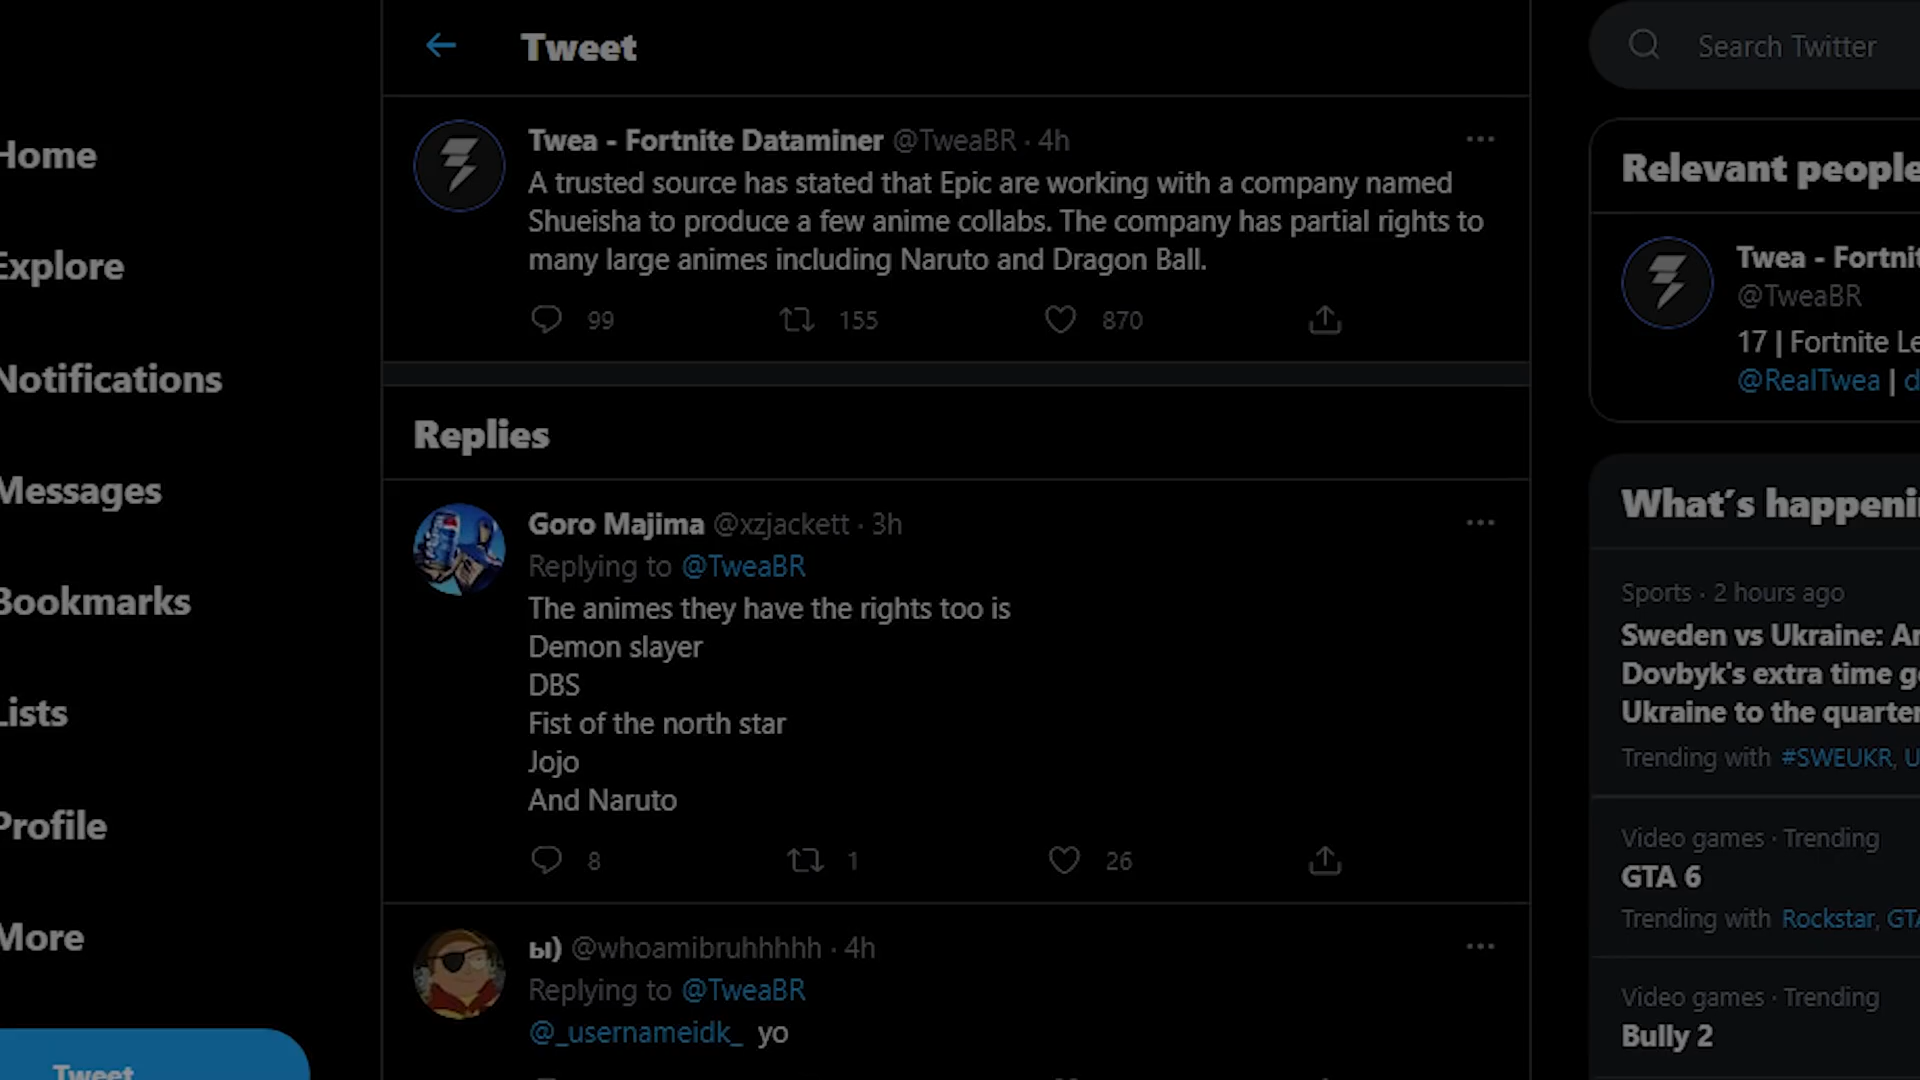 Tweet
Search Twitter
Home
Explore
Notifications
Messages
Bookmarks
Lists
Profile
More
Tweet
Twea - Fortnite Dataminer @TweaBR · 4h
A trusted source has stated that Epic are working with a company named
Shueisha to produce a few anime collabs. The company has partial rights to
many large animes including Naruto and Dragon Ball.
99 155 870
Replies
Goro Majima @xzjackett · 3h
Replying to @TweaBR
The animes they have the rights too is
Demon slayer
DBS
Fist of the north star
Jojo
And Naruto
8 1 26
ы) @whoamibruhhhhh · 4h
Replying to @TweaBR
@_usernameidk_ yo
Relevant people
Twea - Fortnit
@TweaBR
17 | Fortnite Le
@RealTwea | d
What´s happenin
Sports · 2 hours ago
Sweden vs Ukraine: Ar
Dovbyk's extra time g
Ukraine to the quarter
Trending with #SWEUKR, U
Video games · Trending
GTA 6
Trending with Rockstar, GTA
Video games · Trending
Bully 2